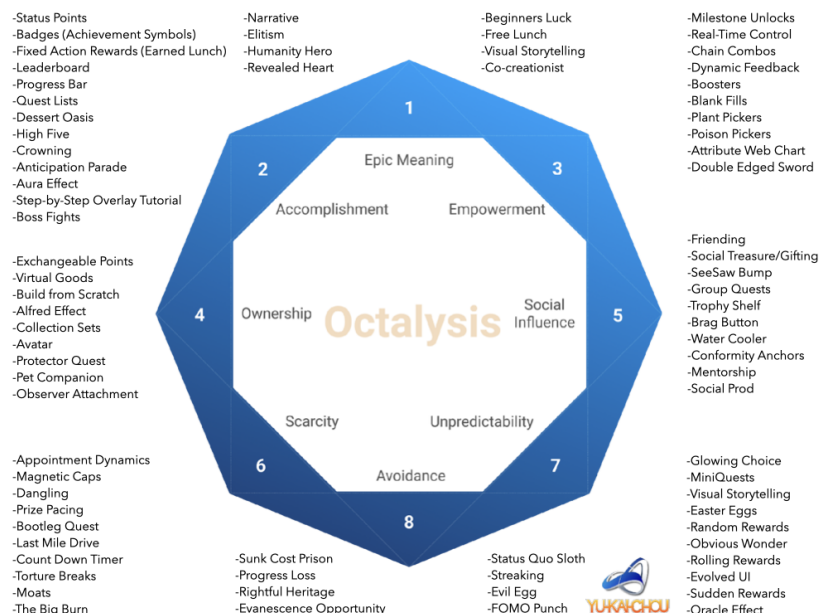 -Status Points
-Badges (Achievement Symbols)
-Fixed Action Rewards (Earned Lunch)
-Leaderboard
-Progress Bar
-Quest Lists
-Dessert Oasis
-High Five
-Crowning
-Anticipation Parade
-Aura Effect
-Step-by-Step Overlay Tutorial
-Boss Fights
-Narrative
-Elitism
-Humanity Hero
-Revealed Heart
-Beginners Luck
-Free Lunch
-Visual Storytelling
-Co-creationist
-Milestone Unlocks
-Real-Time Control
-Chain Combos
-Dynamic Feedback
-Boosters
-Blank Fills
-Plant Pickers
-Poison Pickers
-Attribute Web Chart
-Double Edged Sword
1
Epic Meaning
2
Accomplishment
3
Empowerment
-Exchangeable Points
-Virtual Goods
-Build from Scratch
-Alfred Effect
-Collection Sets
-Avatar
-Protector Quest
-Pet Companion
-Observer Attachment
4
Ownership
Octalysis
Social
Influence
5
-Friending
-Social Treasure/Gifting
-SeeSaw Bump
-Group Quests
-Trophy Shelf
-Brag Button
-Water Cooler
-Conformity Anchors
-Mentorship
-Social Prod
Scarcity
6
Unpredictability
7
Avoidance
8
-Appointment Dynamics
-Magnetic Caps
-Dangling
-Prize Pacing
-Bootleg Quest
-Last Mile Drive
-Count Down Timer
-Torture Breaks
-Moats
-The Big Burn
-Sunk Cost Prison
-Progress Loss
-Rightful Heritage
-Evanescence Opportunity
-Status Quo Sloth
-Streaking
-Evil Egg
-FOMO Punch
YU-KAI CHOU
-Glowing Choice
-MiniQuests
-Visual Storytelling
-Easter Eggs
-Random Rewards
-Obvious Wonder
-Rolling Rewards
-Evolved UI
-Sudden Rewards
-Oracle Effect